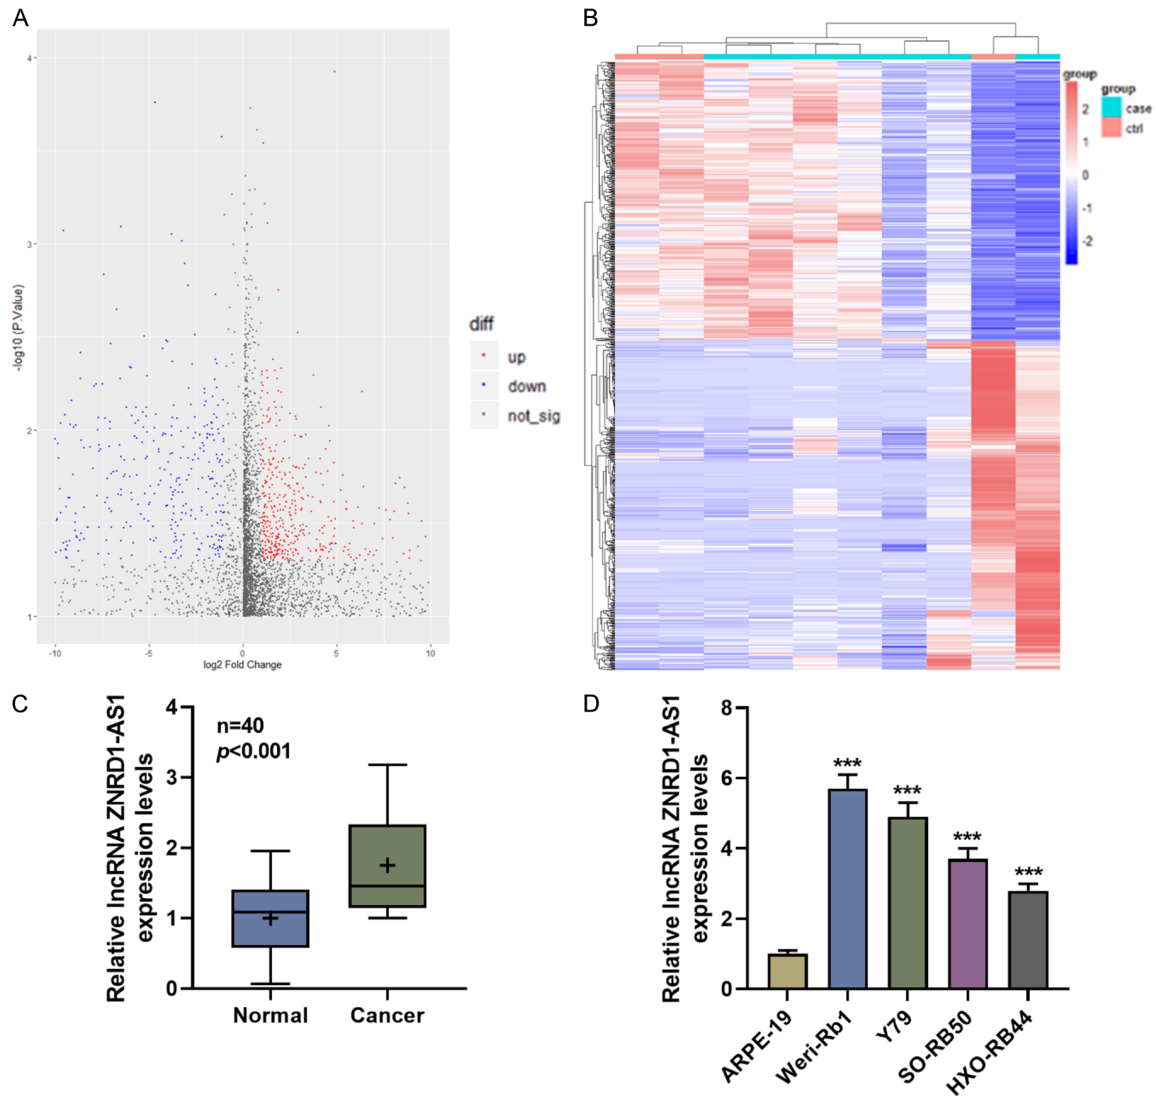 A
4
3
2
1
-log10 (P.Value)
-10
-5
0
5
10
log2 Fold Change
diff
up
down
not_sig
B
group
2
1
0
-1
-2
group
case
ctrl
C
Relative lncRNA ZNRD1-AS1
expression levels
4
3
2
1
0
n=40
p<0.001
Normal
Cancer
D
Relative lncRNA ZNRD1-AS1
expression levels
8
6
4
2
0
***
***
***
***
ARPE-19
Weri-Rb1
Y79
SO-RB50
HXO-RB44